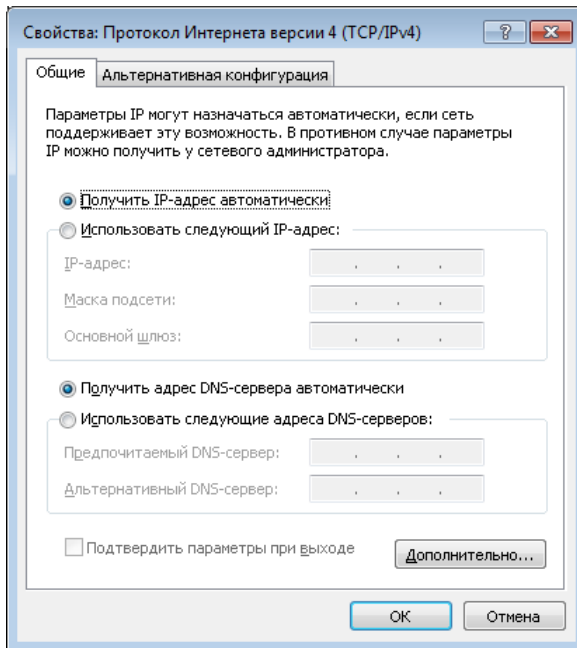 Свойства: Протокол Интернета версии 4 (TCP/IPv4)
Общие
Альтернативная конфигурация
Параметры IP могут назначаться автоматически, если сеть
поддерживает эту возможность. В противном случае параметры
IP можно получить у сетевого администратора.
Получить IP-адрес автоматически
Использовать следующий IP-адрес:
IP-адрес:
Маска подсети:
Основной шлюз:
Получить адрес DNS-сервера автоматически
Использовать следующие адреса DNS-серверов:
Предпочитаемый DNS-сервер:
Альтернативный DNS-сервер:
Подтвердить параметры при выходе
Дополнительно...
ОК
Отмена